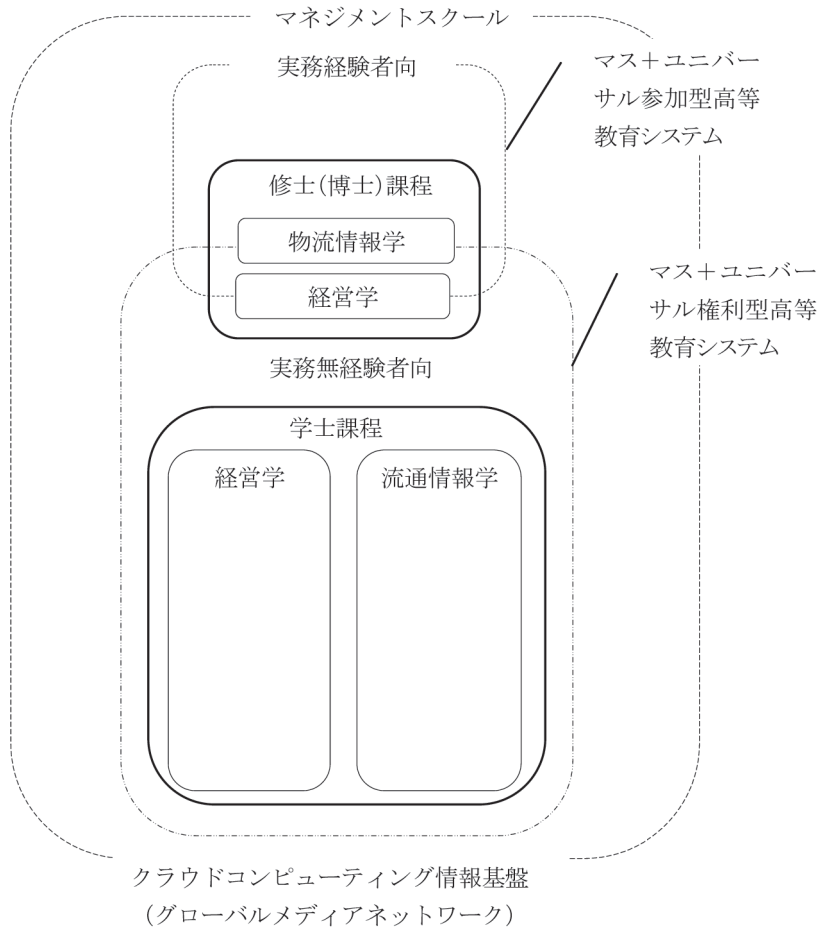 マネジメントスクール
実務経験者向
マス＋ユニバー
サル参加型高等
教育システム
修士（博士）課程
物流情報学
経営学
マス＋ユニバー
サル権利型高等
教育システム
実務無経験者向
学士課程
経営学
流通情報学
クラウドコンピューティング情報基盤
（グローバルメディアネットワーク）